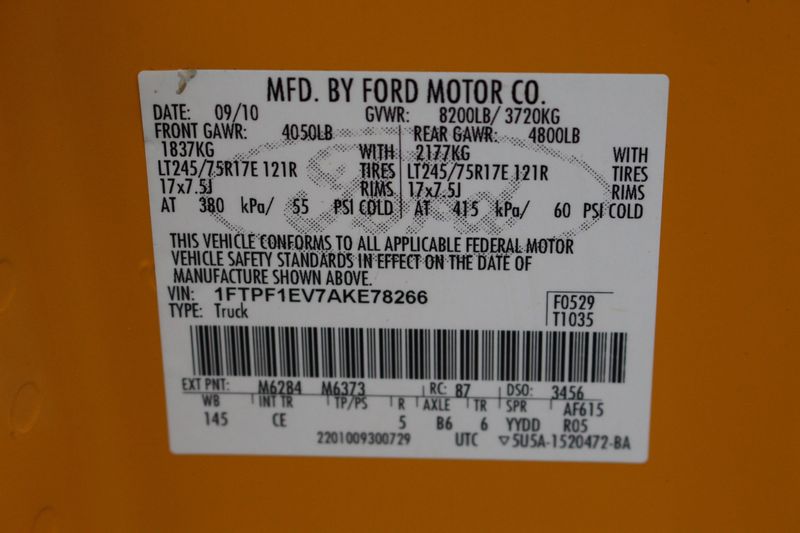 MFD. BY FORD MOTOR CO.
DATE: 09/10 GVWR: 8200LB/ 3720KG
FRONT GAWR: 4050LB REAR GAWR: 4800LB
1837KG WITH 2177KG WITH
LT245/75R17E 121R TIRES LT245/75R17E 121R TIRES
17x7.5J RIMS 17x7.5J RIMS
AT 380 kPa/ 55 PSI COLD AT 415 kPa/ 60 PSI COLD
Ford
THIS VEHICLE CONFORMS TO ALL APPLICABLE FEDERAL MOTOR
VEHICLE SAFETY STANDARDS IN EFFECT ON THE DATE OF
MANUFACTURE SHOWN ABOVE.
VIN: 1FTPF1EV7AKE78266 F0529
TYPE: Truck T1035
EXT PNT: M6284 M6373 RC: 87 DSO: 3456
WB INT TR TP/PS R AXLE TR SPR AF615
145 CE 5 B6 6 YYDD R05
2201009300729 UTC ▽5U5A-1520472-BA